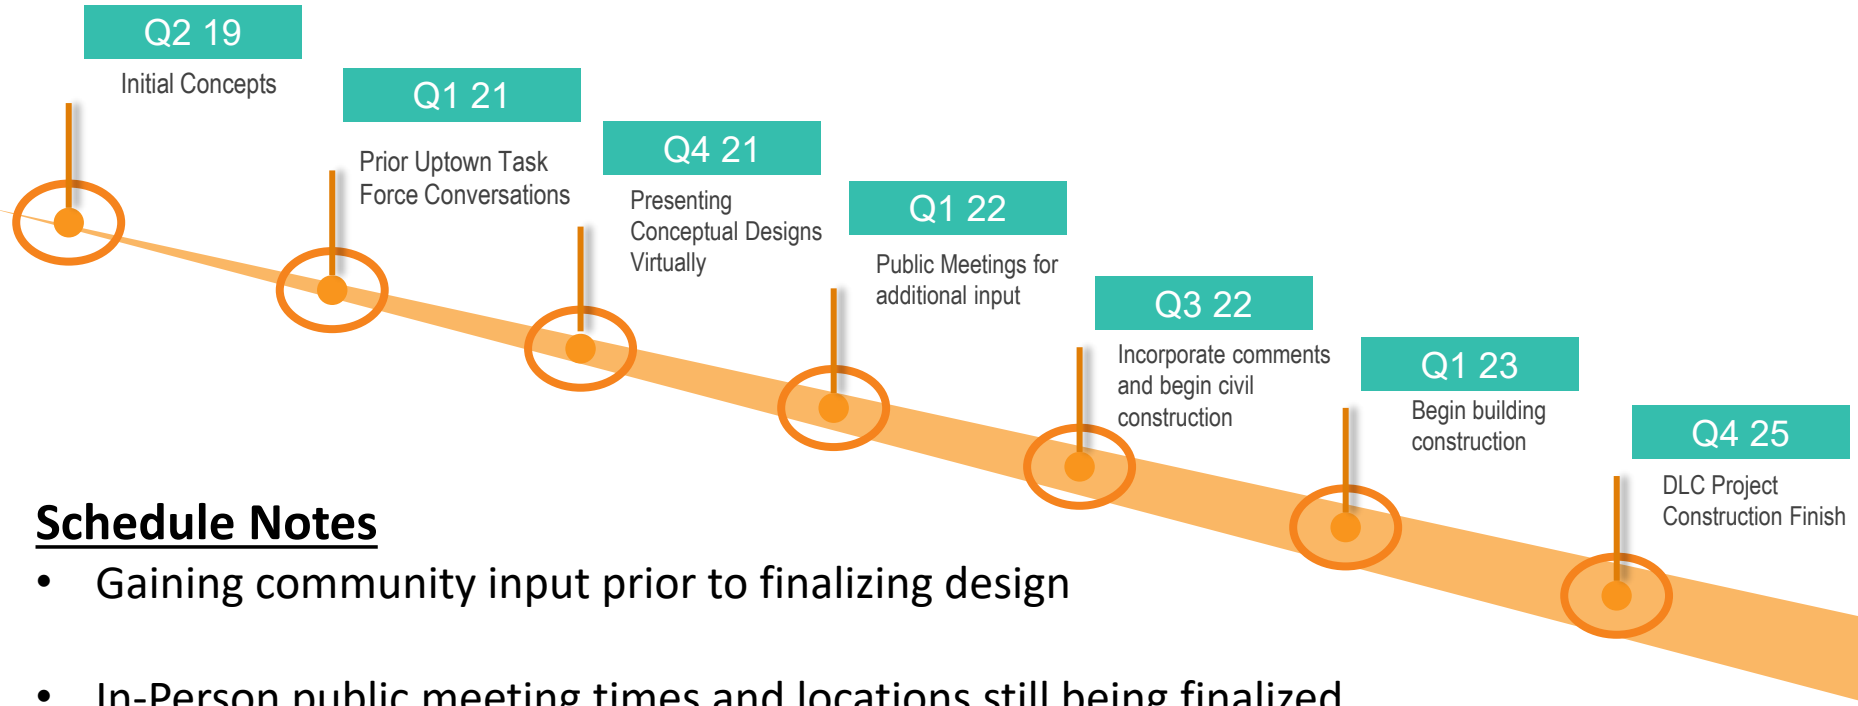 Q2 19
Initial Concepts
Q1 21
Prior Uptown Task
Force Conversations
Q4 21
Presenting
Conceptual Designs
Virtually
Q1 22
Public Meetings for
additional input
Q3 22
Incorporate comments
and begin civil
construction
Q1 23
Begin building
construction
Q4 25
DLC Project
Construction Finish
Schedule Notes
• Gaining community input prior to finalizing design
• In-Person public meeting times and locations still being finalized